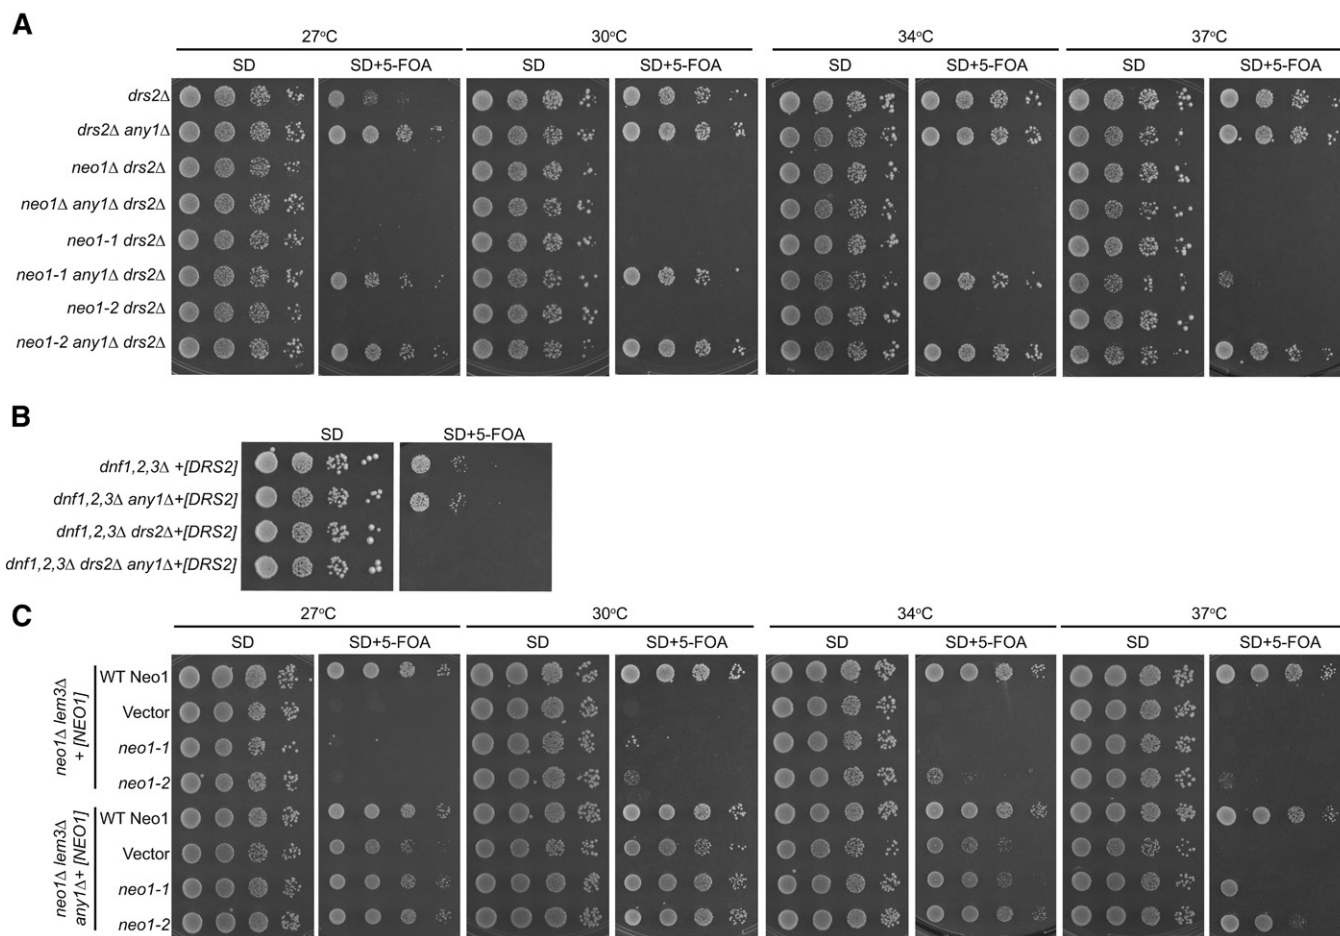 A
27°C 30°C 34°C 37°C
SD SD+5-FOA SD SD+5-FOA SD SD+5-FOA SD SD+5-FOA
drs2Δ
drs2Δ any1Δ
neo1Δ drs2Δ
neo1Δ any1Δ drs2Δ
neo1-1 drs2Δ
neo1-1 any1Δ drs2Δ
neo1-2 drs2Δ
neo1-2 any1Δ drs2Δ
B
SD SD+5-FOA
dnf1,2,3Δ +[DRS2]
dnf1,2,3Δ any1Δ+[DRS2]
dnf1,2,3Δ drs2Δ+[DRS2]
dnf1,2,3Δ drs2Δ any1Δ+[DRS2]
C
27°C 30°C 34°C 37°C
SD SD+5-FOA SD SD+5-FOA SD SD+5-FOA SD SD+5-FOA
neo1Δ lem3Δ
+ [NEO1]
WT Neo1
Vector
neo1-1
neo1-2
neo1Δ lem3Δ
any1Δ+ [NEO1]
WT Neo1
Vector
neo1-1
neo1-2